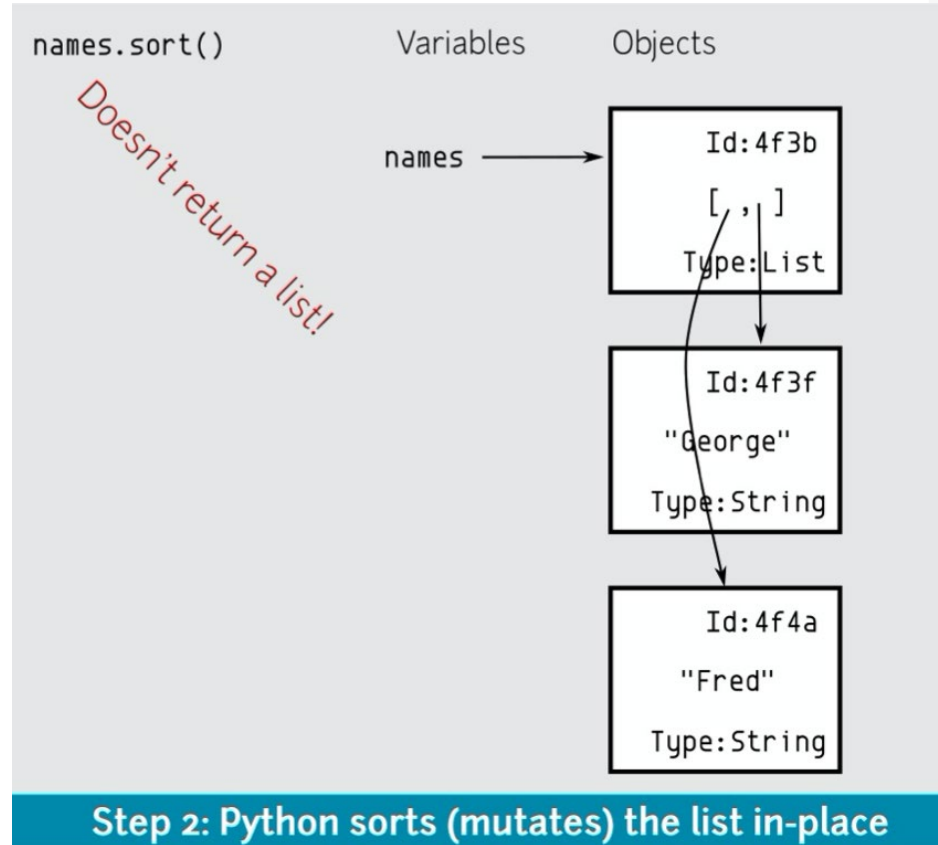 names.sort()
Variables
Objects
Doesn't return a list!
names
Id:4f3b
[ , ]
Type:List
Id:4f3f
"George"
Type:String
Id:4f4a
"Fred"
Type:String
Step 2: Python sorts (mutates) the list in-place